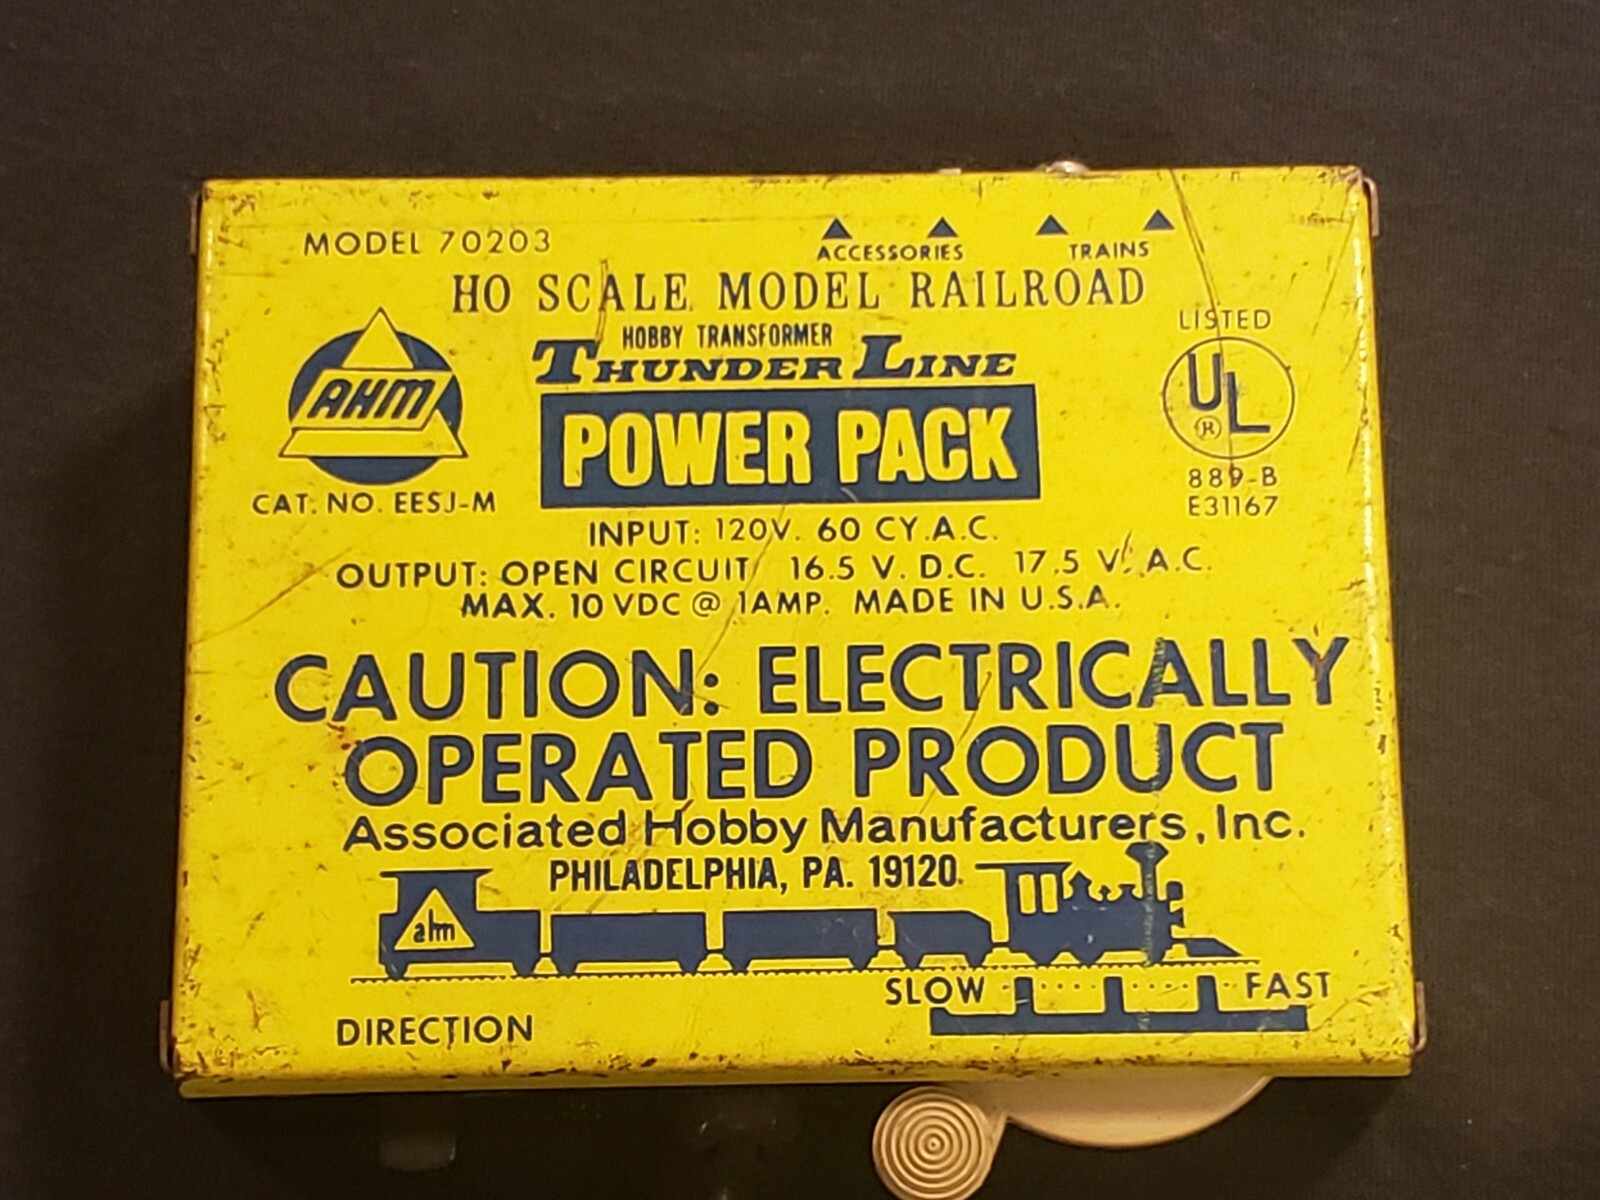 MODEL 70203
ACCESSORIES TRAINS
HO SCALE MODEL RAILROAD
HOBBY TRANSFORMER
THUNDER LINE
POWER PACK
AHM
CAT. NO. EESJ-M
LISTED
UL
®
889-B
E31167
INPUT: 120V. 60 CY.A.C.
OUTPUT: OPEN CIRCUIT 16.5 V. D.C. 17.5 V. A.C.
MAX. 10 VDC @ 1AMP. MADE IN U.S.A.
CAUTION: ELECTRICALLY
OPERATED PRODUCT
Associated Hobby Manufacturers, Inc.
PHILADELPHIA, PA. 19120
ahm
SLOW FAST
DIRECTION